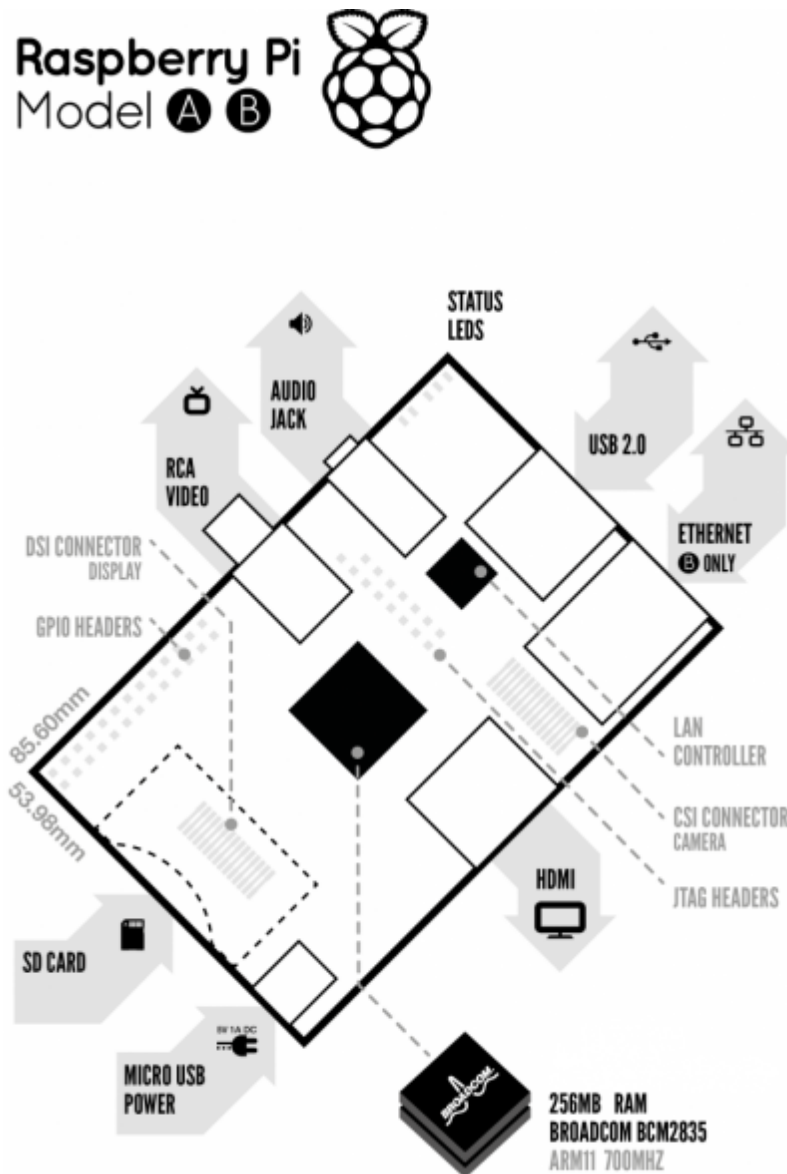 Raspberry Pi
Model A B
STATUS
LEDS
AUDIO
JACK
USB 2.0
RCA
VIDEO
ETHERNET
B ONLY
DSI CONNECTOR
DISPLAY
GPIO HEADERS
85.60mm
53.98mm
LAN
CONTROLLER
CSI CONNECTOR
CAMERA
JTAG HEADERS
HDMI
SD CARD
5V 1A DC
MICRO USB
POWER
BROADCOM
256MB RAM
BROADCOM BCM2835
ARM11 700MHZ